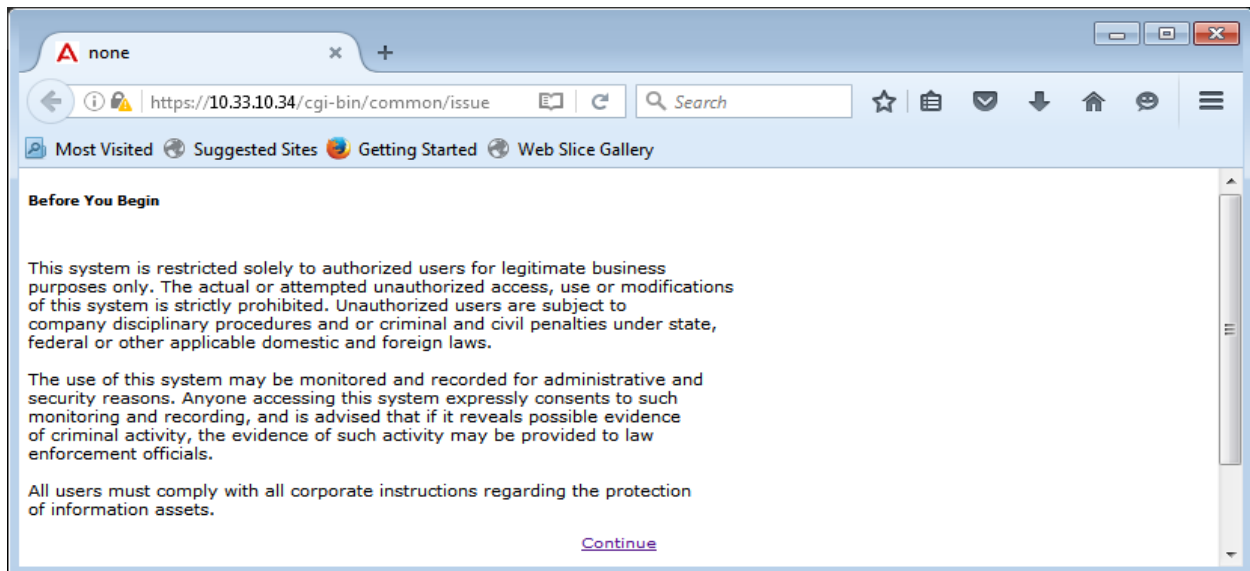 none
https://10.33.10.34/cgi-bin/common/issue
Search
Most Visited Suggested Sites Getting Started Web Slice Gallery
Before You Begin
This system is restricted solely to authorized users for legitimate business
purposes only. The actual or attempted unauthorized access, use or modifications
of this system is strictly prohibited. Unauthorized users are subject to
company disciplinary procedures and or criminal and civil penalties under state,
federal or other applicable domestic and foreign laws.
The use of this system may be monitored and recorded for administrative and
security reasons. Anyone accessing this system expressly consents to such
monitoring and recording, and is advised that if it reveals possible evidence
of criminal activity, the evidence of such activity may be provided to law
enforcement officials.
All users must comply with all corporate instructions regarding the protection
of information assets.
Continue